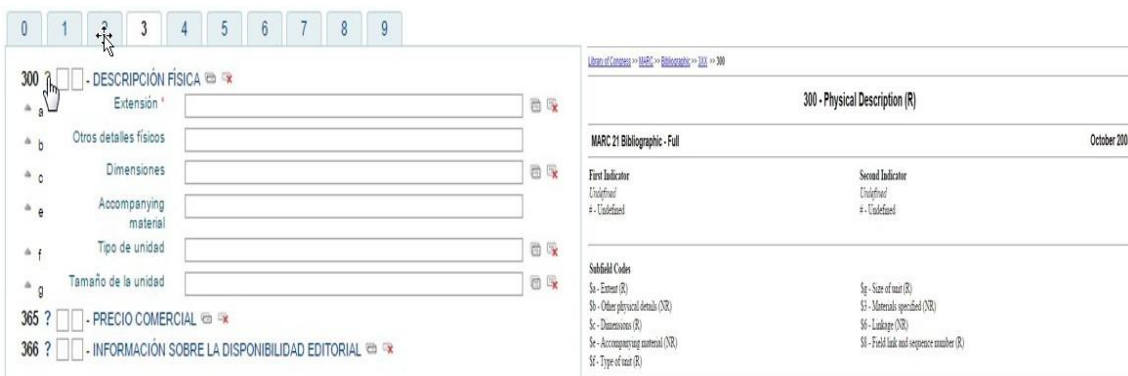 0 1 2 3 4 5 6 7 8 9
300 ? - DESCRIPCIÓN FÍSICA
a Extensión *
b Otros detalles físicos
c Dimensiones
e Accompanying
material
f Tipo de unidad
g Tamaño de la unidad
365 ? - PRECIO COMERCIAL
366 ? - INFORMACIÓN SOBRE LA DISPONIBILIDAD EDITORIAL
Library of Congress >> MARC >> Bibliographic >> 3XX >> 300
300 - Physical Description (R)
MARC 21 Bibliographic - Full October 200
First Indicator Second Indicator
Undefined Undefined
# - Undefined # - Undefined
Subfield Codes
$a - Extent (R) $g - Size of unit (R)
$b - Other physical details (NR) $3 - Materials specified (NR)
$c - Dimensions (R) $6 - Linkage (NR)
$e - Accompanying material (NR) $8 - Field link and sequence number (R)
$f - Type of unit (R)